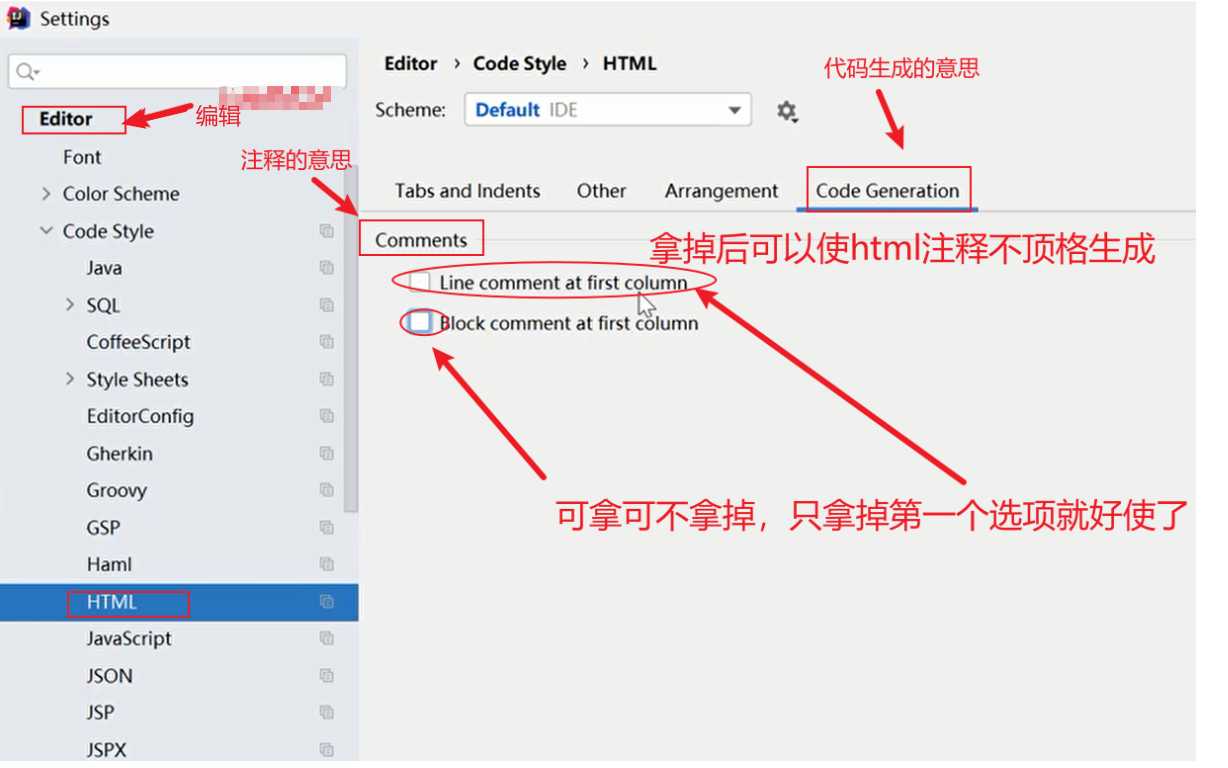 Settings
Editor
编辑
Font
注释的意思
Color Scheme
Code Style
Java
SQL
CoffeeScript
Style Sheets
EditorConfig
Gherkin
Groovy
GSP
Haml
HTML
JavaScript
JSON
JSP
JSPX
Editor › Code Style › HTML
代码生成的意思
Scheme: Default IDE
Tabs and Indents Other Arrangement Code Generation
Comments
拿掉后可以使html注释不顶格生成
Line comment at first column
Block comment at first column
可拿可不拿掉，只拿掉第一个选项就好使了